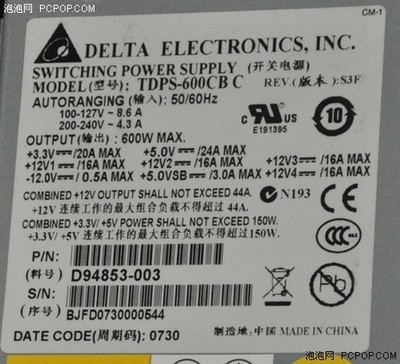 泡泡网 PCPOP.COM
CM-1
DELTA ELECTRONICS, INC.
SWITCHING POWER SUPPLY (开关电源)
MODEL(型号): TDPS-600CB C REV.(版本): S3F
AUTORANGING (输入): 50/60Hz
100-127V ~ 8.6 A
200-240V ~ 4.3 A
E191395
10
OUTPUT(输出): 600W MAX.
+3.3V⎓/20A MAX +5.0V⎓/24A MAX
+12V1⎓/16A MAX +12V2⎓/16A MAX +12V3⎓/16A MAX
-12.0V⎓/0.5A MAX +5.0VSB⎓/3.0A MAX +12V4⎓/16A MAX
COMBINED +12V OUTPUT SHALL NOT EXCEED 44A.
+12V 连续工作的最大组合负载不得超过 44A.
N193
COMBINED +3.3V/+5V POWER SHALL NOT EXCEED 150W.
+3.3V/ +5V 连续工作的最大组合负载不得超过150W.
P/N:
(料号) D94853-003
S/N:
(序号) BJFD0730000544
DATE CODE(周期码): 0730
制造地:中国 MADE IN CHINA
Pb
泡泡网 PCPOP.COM